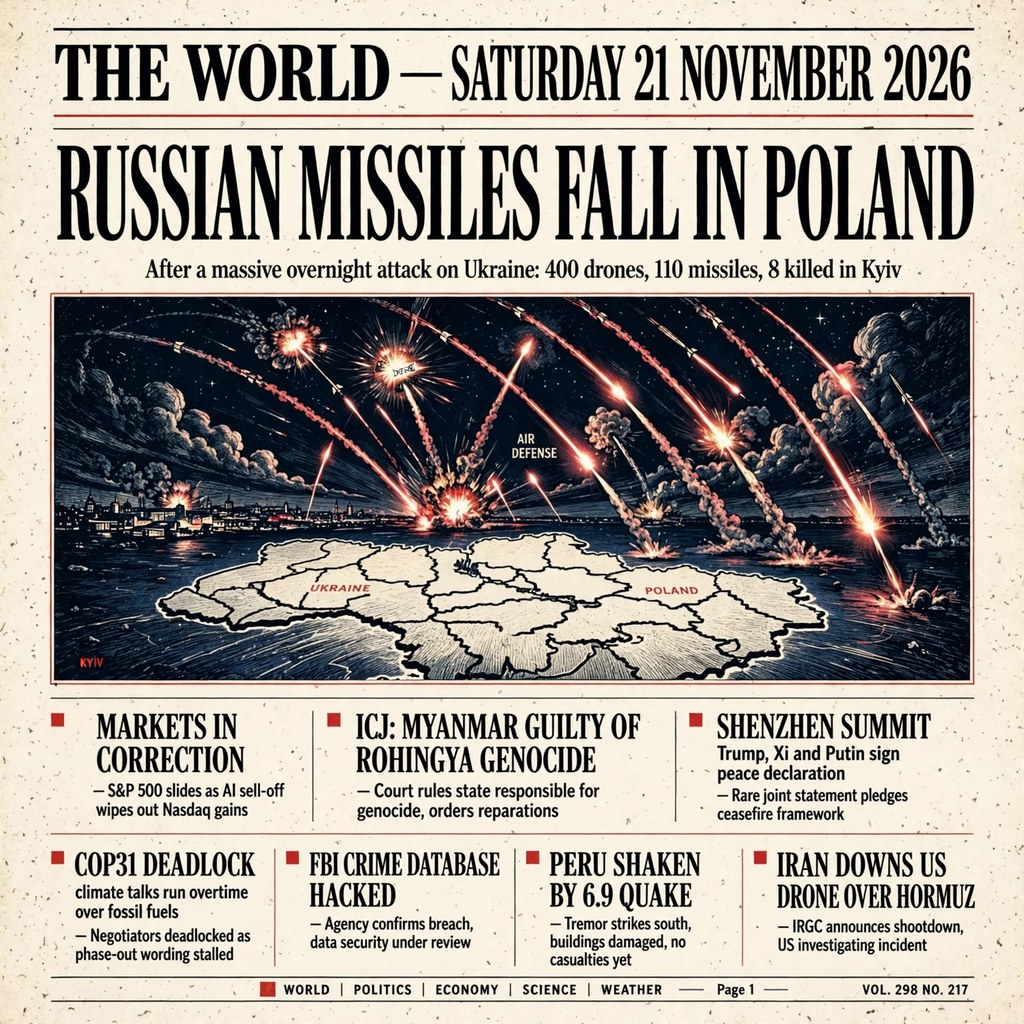 THE WORLD — SATURDAY 21 NOVEMBER 2026
RUSSIAN MISSILES FALL IN POLAND
After a massive overnight attack on Ukraine: 400 drones, 110 missiles, 8 killed in Kyiv
AIR
DEFENSE
UKRAINE
POLAND
KYIV
MARKETS IN
CORRECTION
— S&P 500 slides as AI sell-off
wipes out Nasdaq gains
ICJ: MYANMAR GUILTY OF
ROHINGYA GENOCIDE
— Court rules state responsible for
genocide, orders reparations
SHENZHEN SUMMIT
Trump, Xi and Putin sign
peace declaration
— Rare joint statement pledges
ceasefire framework
COP31 DEADLOCK
climate talks run overtime
over fossil fuels
— Negotiators deadlocked as
phase-out wording stalled
FBI CRIME DATABASE
HACKED
— Agency confirms breach,
data security under review
PERU SHAKEN
BY 6.9 QUAKE
— Tremor strikes south,
buildings damaged, no
casualties yet
IRAN DOWNS US
DRONE OVER HORMUZ
— IRGC announces shootdown,
US investigating incident
WORLD | POLITICS | ECONOMY | SCIENCE | WEATHER — Page 1 — VOL. 298 NO. 217